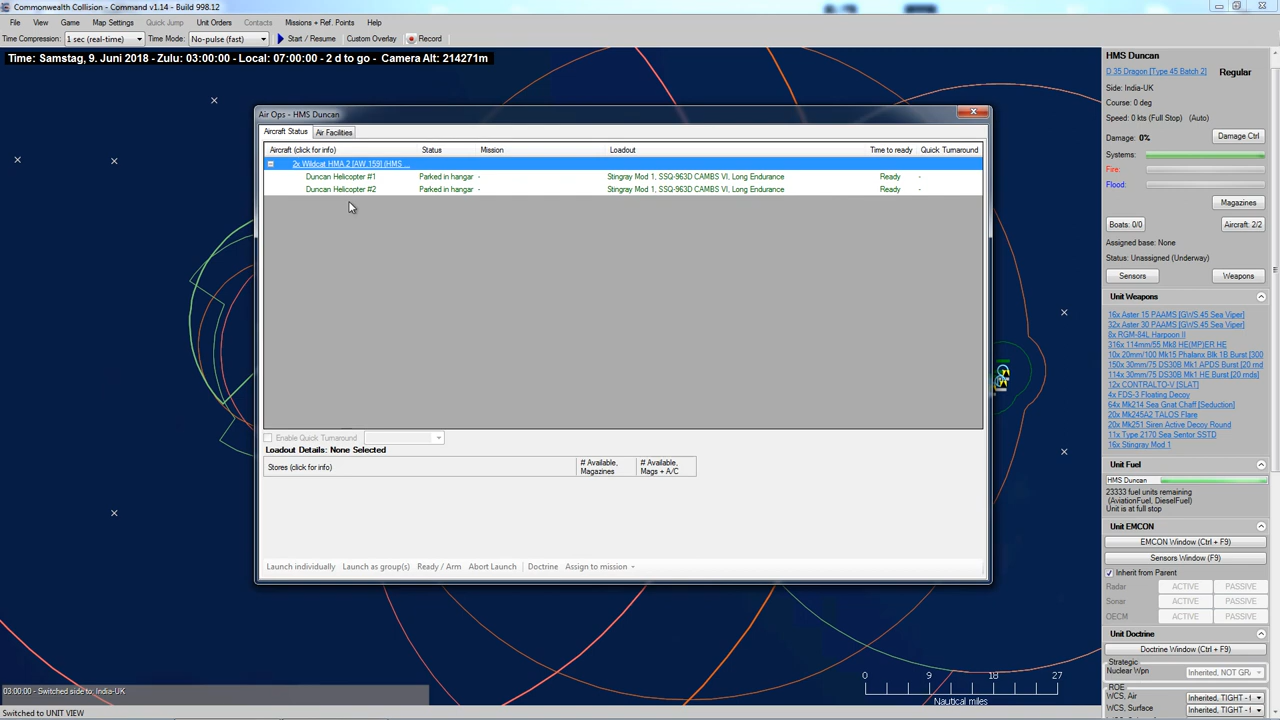 Commonwealth Collision - Command v1.14 - Build 998.12
File View Game Map Settings Quick Jump Unit Orders Contacts Missions + Ref. Points Help
Time Compression: 1 sec (real-time) Time Mode: No-pulse (fast) Start / Resume Custom Overlay Record
Time: Samstag, 9. Juni 2018 - Zulu: 03:00:00 - Local: 07:00:00 - 2 d to go - Camera Alt: 214271m
Air Ops - HMS Duncan
Aircraft Status Air Facilities
Aircraft (click for info) Status Mission Loadout Time to ready Quick Turnaround
2x Wildcat HMA.2 [AW.159] (HMS ...
Duncan Helicopter #1 Parked in hangar - Stingray Mod 1, SSQ-963D CAMBS VI, Long Endurance Ready -
Duncan Helicopter #2 Parked in hangar - Stingray Mod 1, SSQ-963D CAMBS VI, Long Endurance Ready -
Enable Quick Turnaround
Loadout Details: None Selected
Stores (click for info) # Available, Magazines # Available, Mags + A/C
Launch individually Launch as group(s) Ready / Arm Abort Launch Doctrine Assign to mission
03:00:00 - Switched side to: India-UK
Switched to UNIT VIEW
0 9 18 27
Nautical miles
HMS Duncan
D 35 Dragon [Type 45 Batch 2] Regular
Side: India-UK
Course: 0 deg
Speed: 0 kts (Full Stop) (Auto)
Damage: 0% Damage Ctrl
Systems:
Fire:
Flood:
Magazines
Boats: 0/0 Aircraft: 2/2
Assigned base: None
Status: Unassigned (Underway)
Sensors Weapons
Unit Weapons
16x Aster 15 PAAMS [GWS.45 Sea Viper]
32x Aster 30 PAAMS [GWS.45 Sea Viper]
8x RGM-84L Harpoon II
316x 114mm/55 Mk8 HE(MP)ER HE
10x 20mm/100 Mk15 Phalanx Blk 1B Burst [300
150x 30mm/75 DS30B Mk1 APDS Burst [20 rnd
114x 30mm/75 DS30B Mk1 HE Burst [20 rnds]
12x CONTRALTO-V [SLAT]
4x FDS-3 Floating Decoy
64x Mk214 Sea Gnat Chaff [Seduction]
20x Mk245A2 TALOS Flare
20x Mk251 Siren Active Decoy Round
11x Type 2170 Sea Sentor SSTD
16x Stingray Mod 1
Unit Fuel
HMS Duncan
23333 fuel units remaining
(AviationFuel, DieselFuel)
Unit is at full stop
Unit EMCON
EMCON Window (Ctrl + F9)
Sensors Window (F9)
Inherit from Parent
Radar ACTIVE PASSIVE
Sonar ACTIVE PASSIVE
OECM ACTIVE PASSIVE
Unit Doctrine
Doctrine Window (Ctrl + F9)
Strategic
Nuclear Wpn Inherited, NOT GR
ROE
WCS, Air Inherited, TIGHT -
WCS, Surface Inherited, TIGHT -